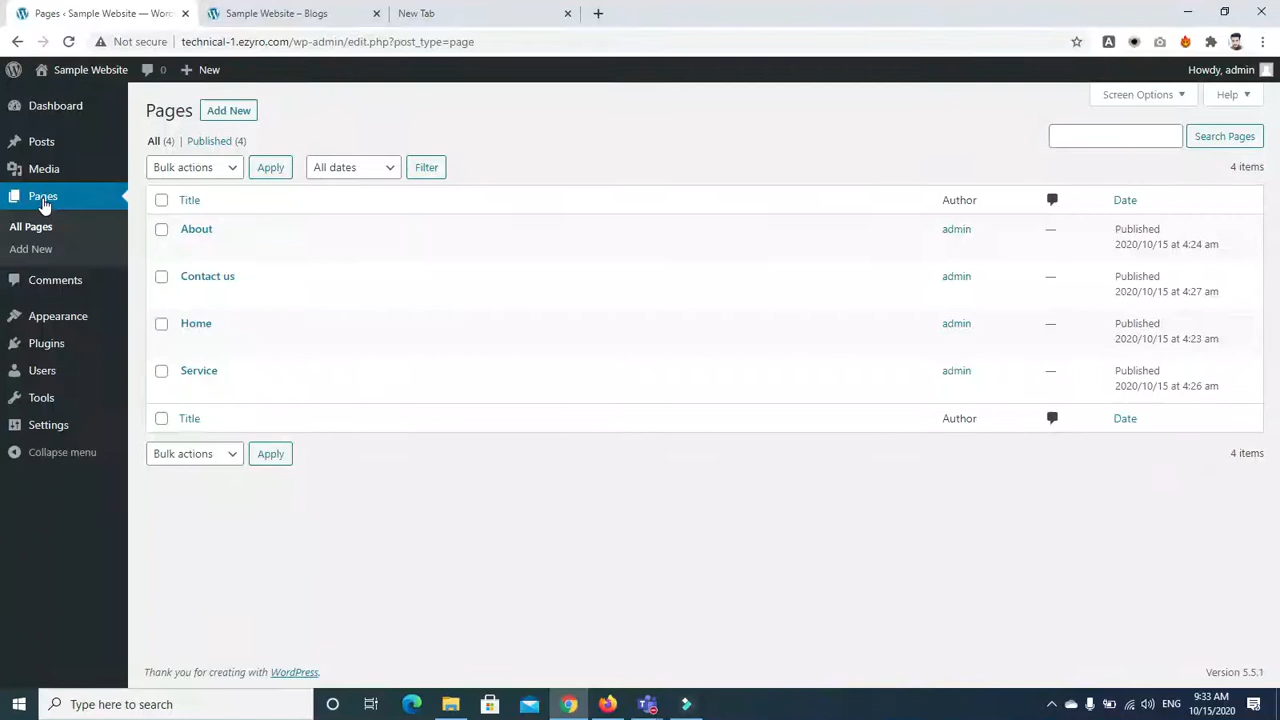 Pages ‹ Sample Website — Wor
Sample Website – Blogs
New Tab
Not secure
technical-1.ezyro.com/wp-admin/edit.php?post_type=page
Sample Website
0
New
Howdy, admin
Dashboard
Posts
Media
Pages
All Pages
Add New
Comments
Appearance
Plugins
Users
Tools
Settings
Collapse menu
Screen Options
Help
Pages
Add New
All (4) | Published (4)
Search Pages
Bulk actions
Apply
All dates
Filter
4 items
Title
Author
Date
About
admin
—
Published
2020/10/15 at 4:24 am
Contact us
admin
—
Published
2020/10/15 at 4:27 am
Home
admin
—
Published
2020/10/15 at 4:23 am
Service
admin
—
Published
2020/10/15 at 4:26 am
Title
Author
Date
Bulk actions
Apply
4 items
Thank you for creating with WordPress.
Version 5.5.1
Type here to search
ENG
9:33 AM
10/15/2020